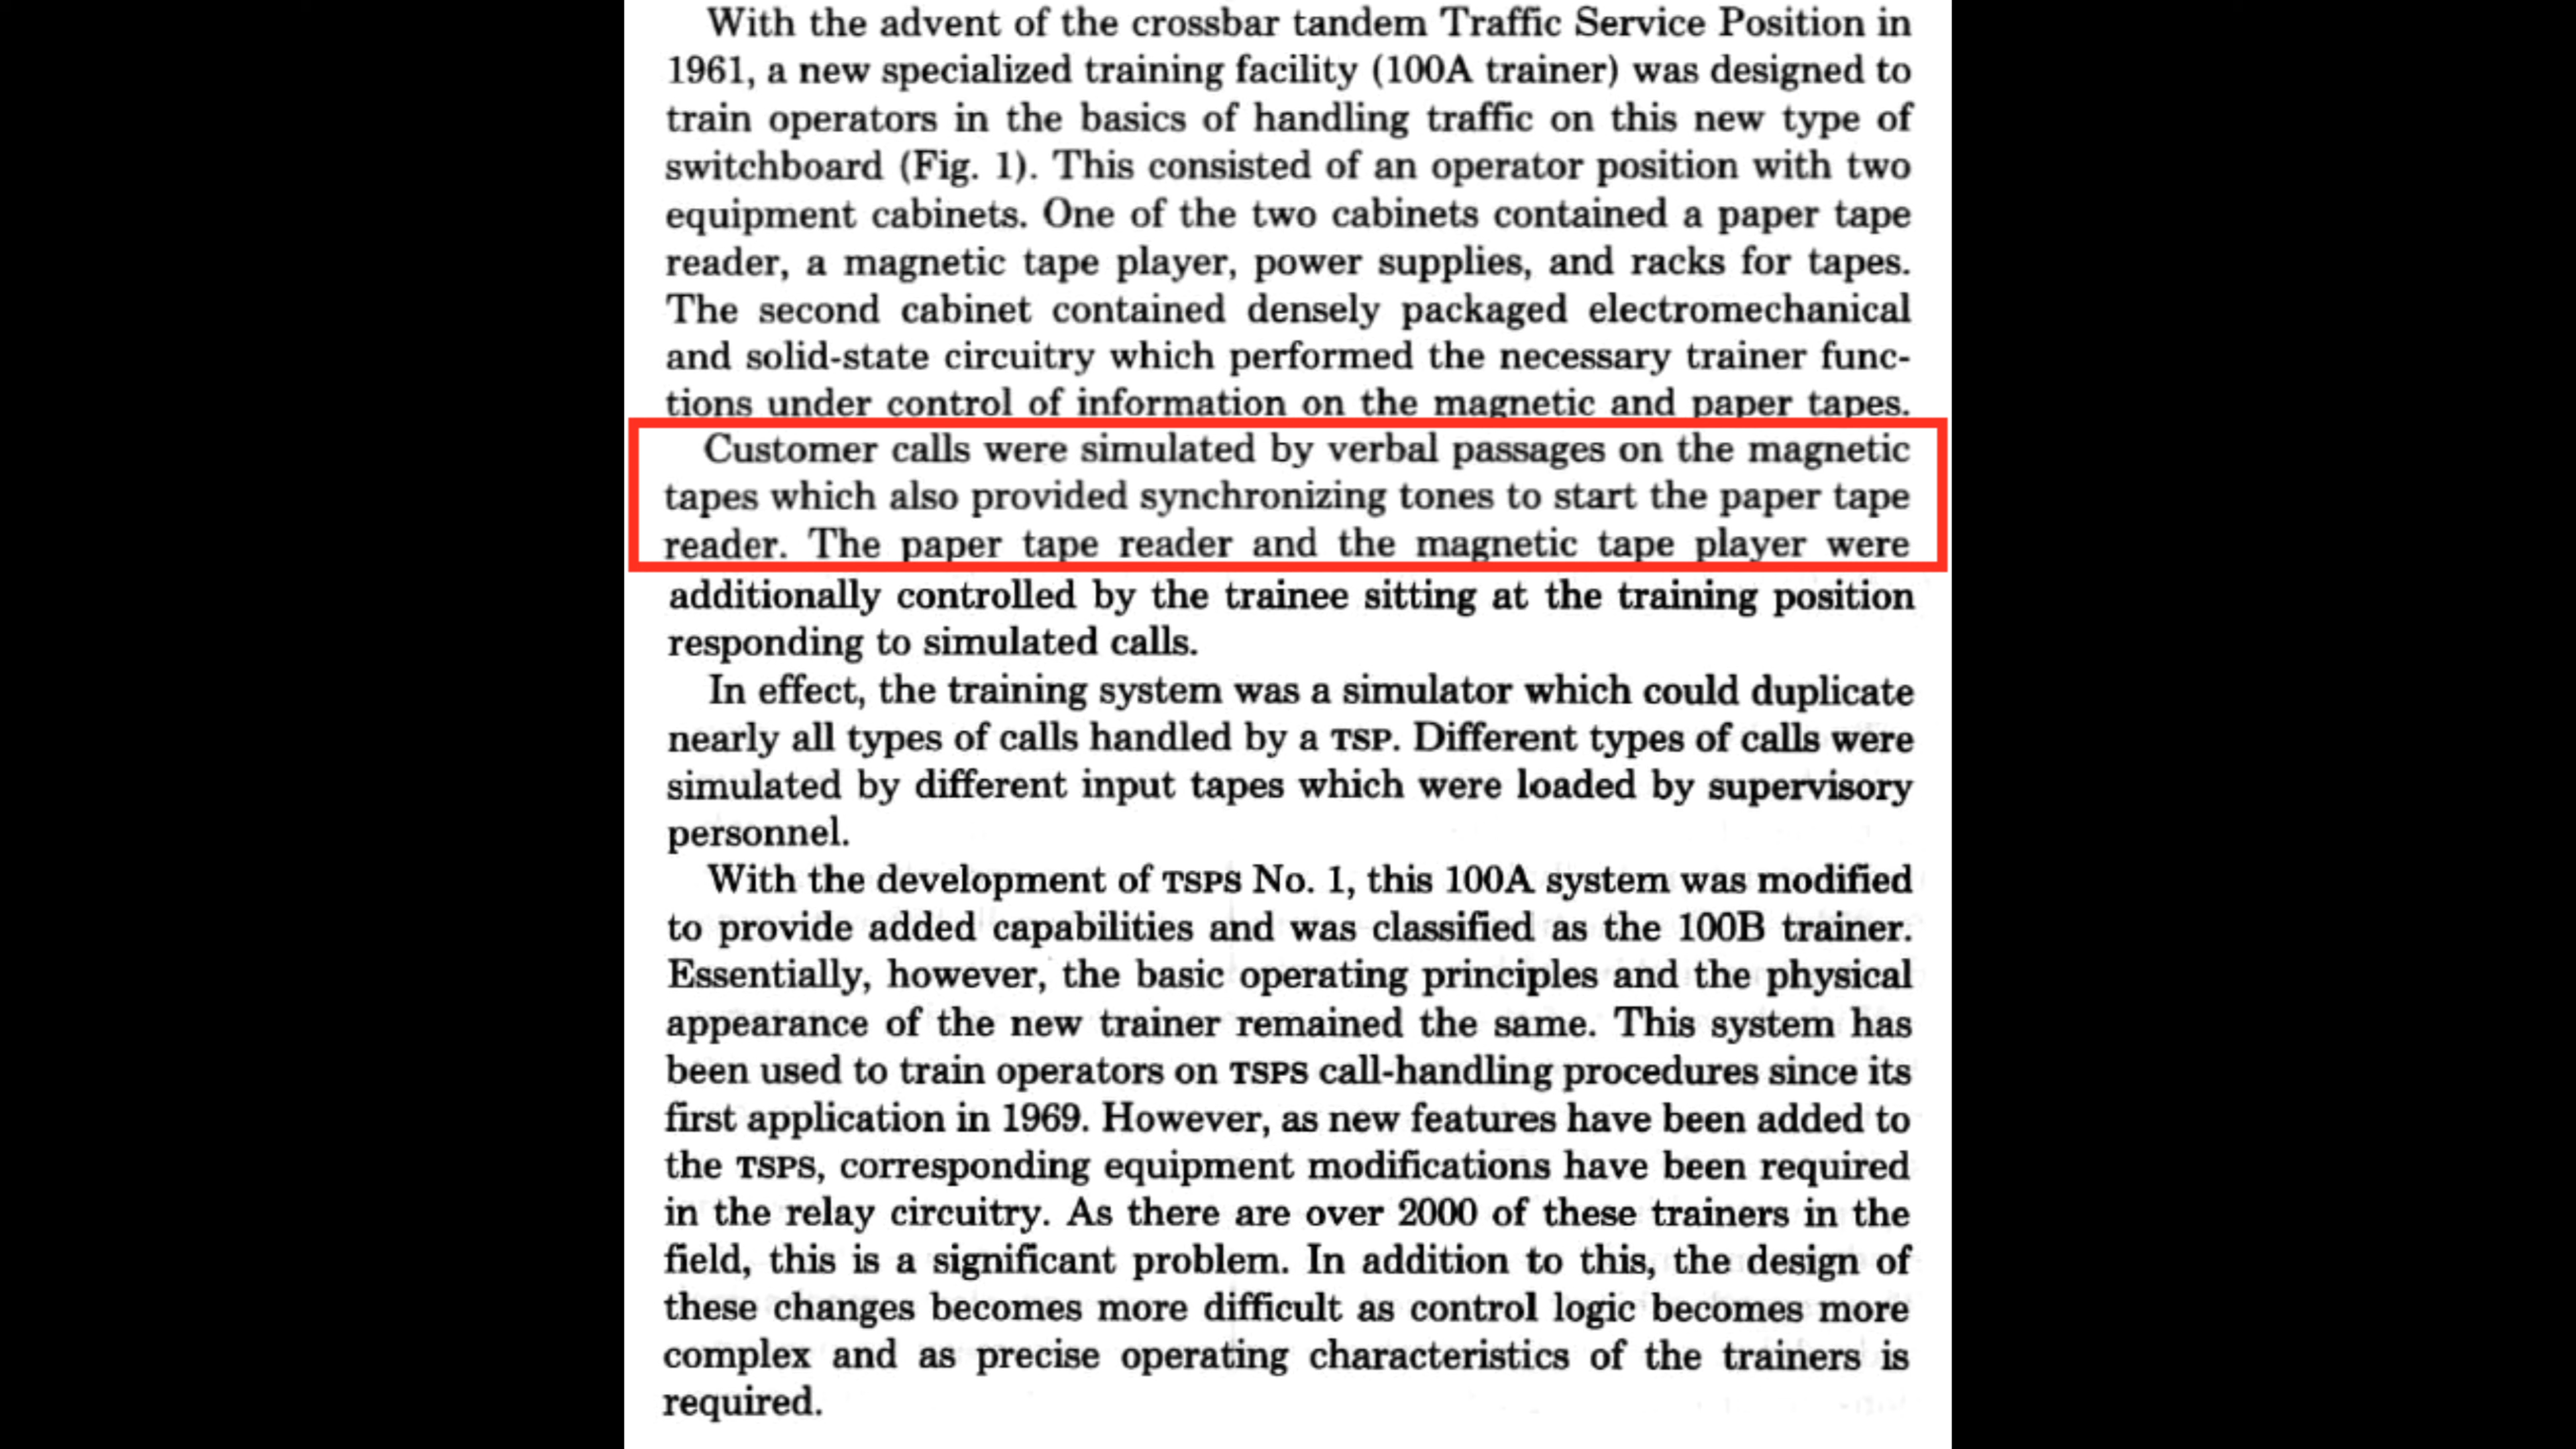 With the advent of the crossbar tandem Traffic Service Position in
1961, a new specialized training facility (100A trainer) was designed to
train operators in the basics of handling traffic on this new type of
switchboard (Fig. 1). This consisted of an operator position with two
equipment cabinets. One of the two cabinets contained a paper tape
reader, a magnetic tape player, power supplies, and racks for tapes.
The second cabinet contained densely packaged electromechanical
and solid-state circuitry which performed the necessary trainer func-
tions under control of information on the magnetic and paper tapes.
Customer calls were simulated by verbal passages on the magnetic
tapes which also provided synchronizing tones to start the paper tape
reader. The paper tape reader and the magnetic tape player were
additionally controlled by the trainee sitting at the training position
responding to simulated calls.
In effect, the training system was a simulator which could duplicate
nearly all types of calls handled by a TSP. Different types of calls were
simulated by different input tapes which were loaded by supervisory
personnel.
With the development of TSPS No. 1, this 100A system was modified
to provide added capabilities and was classified as the 100B trainer.
Essentially, however, the basic operating principles and the physical
appearance of the new trainer remained the same. This system has
been used to train operators on TSPS call-handling procedures since its
first application in 1969. However, as new features have been added to
the TSPS, corresponding equipment modifications have been required
in the relay circuitry. As there are over 2000 of these trainers in the
field, this is a significant problem. In addition to this, the design of
these changes becomes more difficult as control logic becomes more
complex and as precise operating characteristics of the trainers is
required.